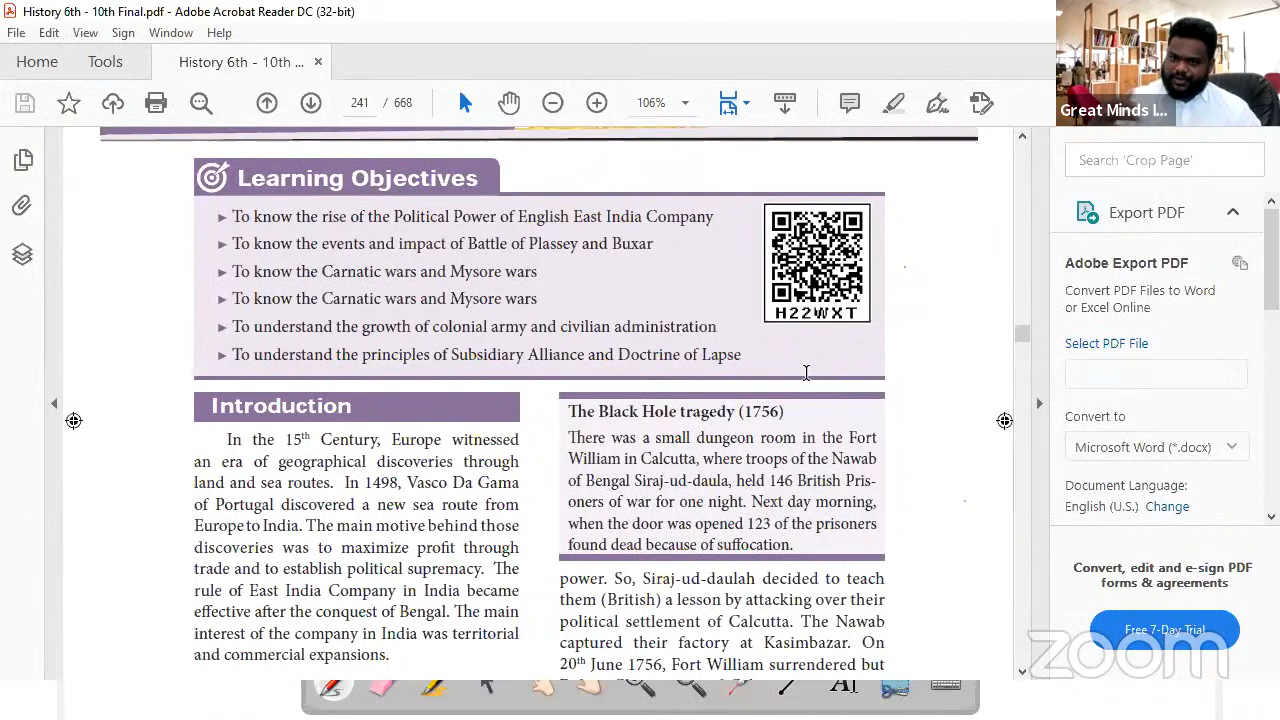 History 6th - 10th Final.pdf - Adobe Acrobat Reader DC (32-bit)
File Edit View Sign Window Help
Home Tools History 6th - 10th ... ×
241 / 668 106%
Great Minds I...
Learning Objectives
► To know the rise of the Political Power of English East India Company
► To know the events and impact of Battle of Plassey and Buxar
► To know the Carnatic wars and Mysore wars
► To know the Carnatic wars and Mysore wars
► To understand the growth of colonial army and civilian administration
► To understand the principles of Subsidiary Alliance and Doctrine of Lapse
H22WXT
Introduction
In the 15th Century, Europe witnessed
an era of geographical discoveries through
land and sea routes. In 1498, Vasco Da Gama
of Portugal discovered a new sea route from
Europe to India. The main motive behind those
discoveries was to maximize profit through
trade and to establish political supremacy. The
rule of East India Company in India became
effective after the conquest of Bengal. The main
interest of the company in India was territorial
and commercial expansions.
The Black Hole tragedy (1756)
There was a small dungeon room in the Fort
William in Calcutta, where troops of the Nawab
of Bengal Siraj-ud-daula, held 146 British Pris-
oners of war for one night. Next day morning,
when the door was opened 123 of the prisoners
found dead because of suffocation.
power. So, Siraj-ud-daulah decided to teach
them (British) a lesson by attacking over their
political settlement of Calcutta. The Nawab
captured their factory at Kasimbazar. On
20th June 1756, Fort William surrendered but
Search 'Crop Page'
Export PDF
Adobe Export PDF
Convert PDF Files to Word
or Excel Online
Select PDF File
Convert to
Microsoft Word (*.docx)
Document Language:
English (U.S.) Change
Convert, edit and e-sign PDF
forms & agreements
Free 7-Day Trial
zoom